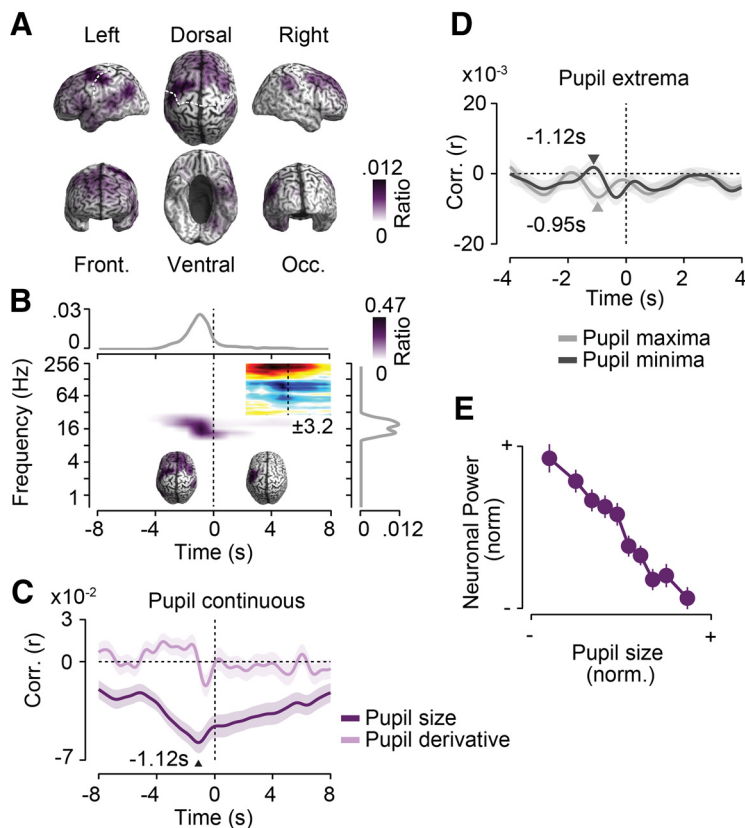 A
Left Dorsal Right
.012
Ratio
0
Front. Ventral Occ.
B
.03
0
0.47
Ratio
0
Frequency (Hz)
256
64
16
4
1
±3.2
0 .012
-8 -4 0 4 8
Time (s)
C
x10-2
Pupil continuous
3
0
-7
Corr. (r)
-1.12s
Pupil size
Pupil derivative
-8 -4 0 4 8
Time (s)
D
x10-3
Pupil extrema
20
0
-20
Corr. (r)
-1.12s
-0.95s
-4 -2 0 2 4
Time (s)
Pupil maxima
Pupil minima
E
+
-
Neuronal Power
(norm)
- +
Pupil size
(norm.)